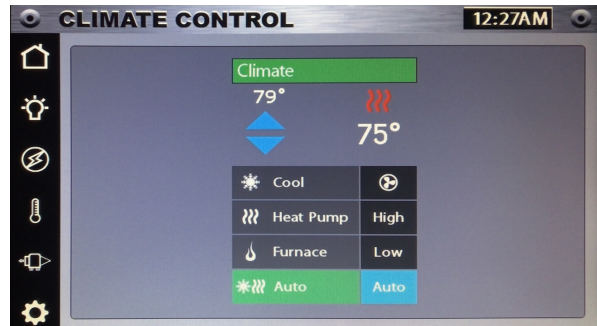 CLIMATE CONTROL 12:27AM
Climate
79°
75°
Cool
Heat Pump High
Furnace Low
Auto Auto